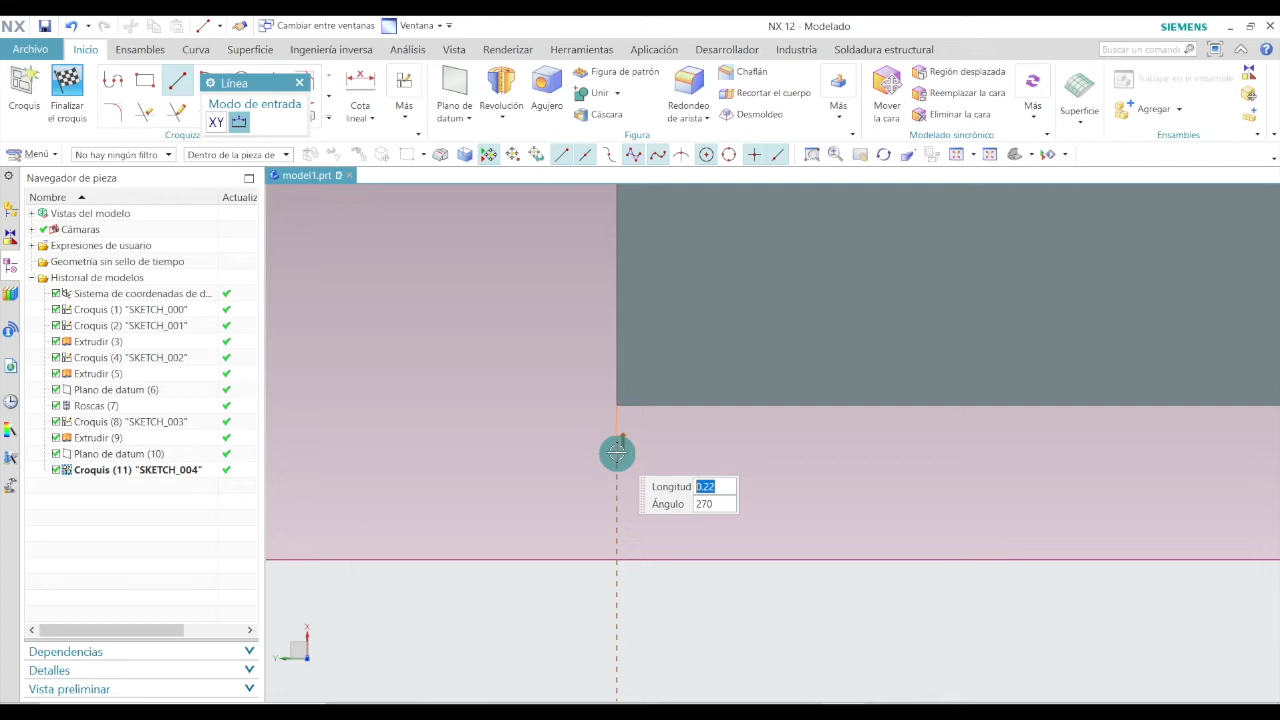 NX Cambiar entre ventanas Ventana NX 12 - Modelado SIEMENS
Archivo Inicio Ensambles Curva Superficie Ingeniería inversa Análisis Vista Renderizar Herramientas Aplicación Desarrollador Industria Soldadura estructural Buscar un comando
Línea
Modo de entrada
XY
Croquis
Finalizar
el croquis
Cota
lineal
Más
Plano de
datum
Revolución
Agujero
Figura de patrón
Unir
Cáscara
Redondeo
de arista
Chaflán
Recortar el cuerpo
Desmoldeo
Más
Mover
la cara
Reunión desplazada
Reemplazar la cara
Eliminar la cara
Más
Superficie
Trabajar en el ensamble
Agregar
Figura Modelado sincrónico Ensambles
Menú No hay ningún filtro Dentro de la pieza de
Navegador de pieza model1.prt
Nombre Actualiz
Vistas del modelo
Cámaras
Expresiones de usuario
Geometría sin sello de tiempo
Historial de modelos
Sistema de coordenadas de d...
Croquis (1) "SKETCH_000"
Croquis (2) "SKETCH_001"
Extrudir (3)
Croquis (4) "SKETCH_002"
Extrudir (5)
Plano de datum (6)
Roscas (7)
Croquis (8) "SKETCH_003"
Extrudir (9)
Plano de datum (10)
Croquis (11) "SKETCH_004"
Longitud 0.22
Ángulo 270
X
Y
Dependencias
Detalles
Vista preliminar